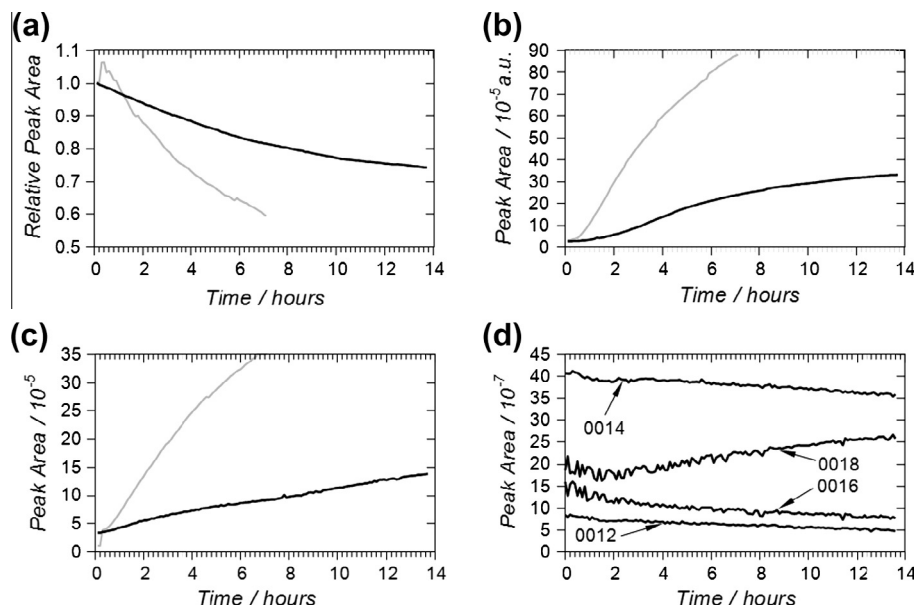 (a)
Relative Peak Area
1.1
1.0
0.9
0.8
0.7
0.6
0.5
0 2 4 6 8 10 12 14
Time / hours
(b)
Peak Area / 10⁻⁵ a.u.
90
80
70
60
50
40
30
20
10
0
0 2 4 6 8 10 12 14
Time / hours
(c)
Peak Area / 10⁻⁵
35
30
25
20
15
10
5
0
0 2 4 6 8 10 12 14
Time / hours
(d)
Peak Area / 10⁻⁷
45
40
35
30
25
20
15
10
5
0
0014
0018
0016
0012
0 2 4 6 8 10 12 14
Time / hours